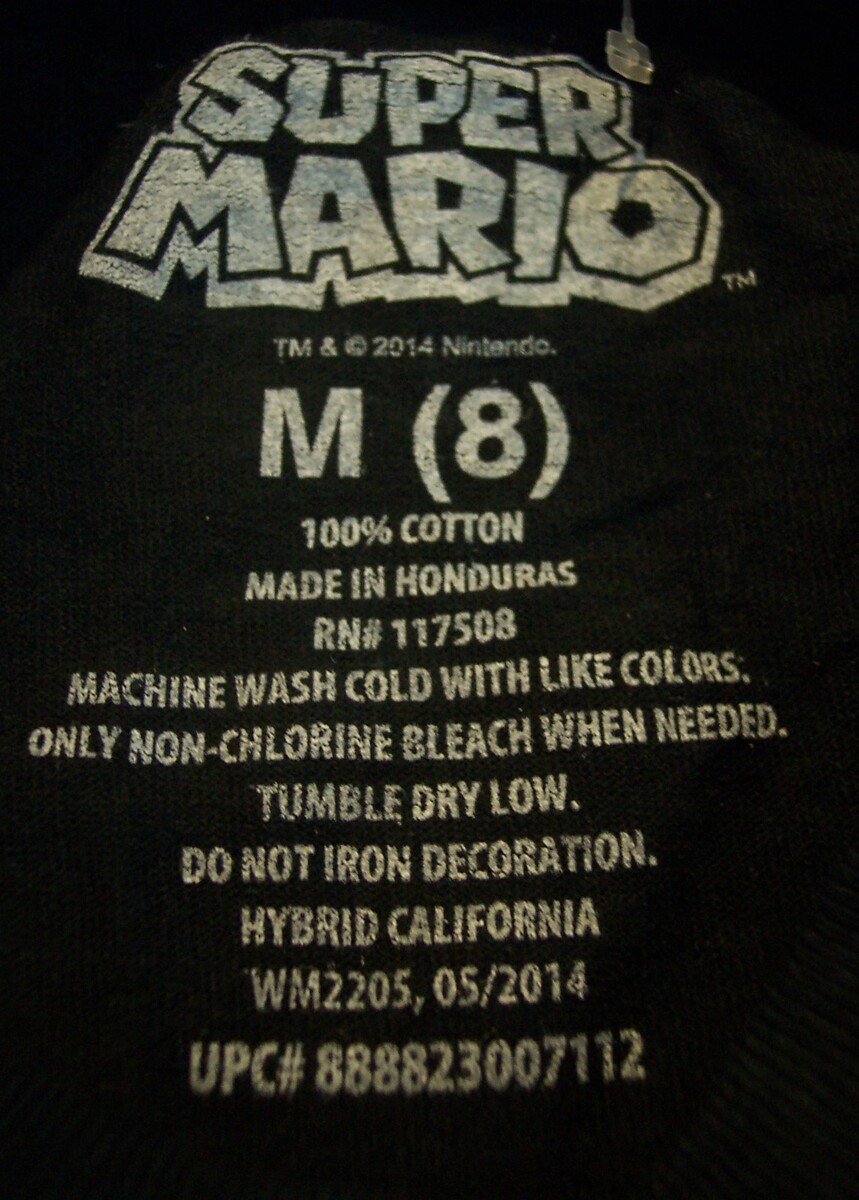 SUPER
MARIO™
TM & © 2014 Nintendo.
M (8)
100% COTTON
MADE IN HONDURAS
RN# 117508
MACHINE WASH COLD WITH LIKE COLORS.
ONLY NON-CHLORINE BLEACH WHEN NEEDED.
TUMBLE DRY LOW.
DO NOT IRON DECORATION.
HYBRID CALIFORNIA
WM2205, 05/2014
UPC# 888823007112